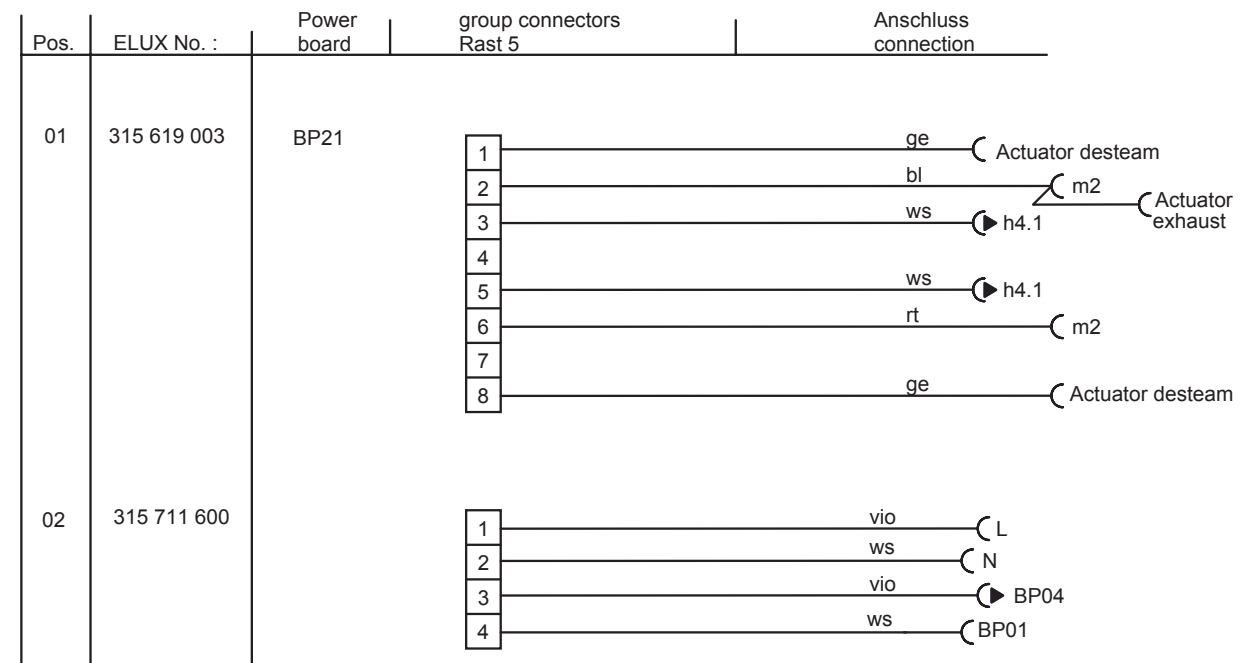 Pos. ELUX No. : Power board group connectors Rast 5 Anschluss connection
01 315 619 003 BP21
1 ge Actuator desteam
2 bl m2
Actuator exhaust
3 ws h4.1
4
5 ws h4.1
6 rt m2
7
8 ge Actuator desteam
02 315 711 600
1 vio L
2 ws N
3 vio BP04
4 ws BP01